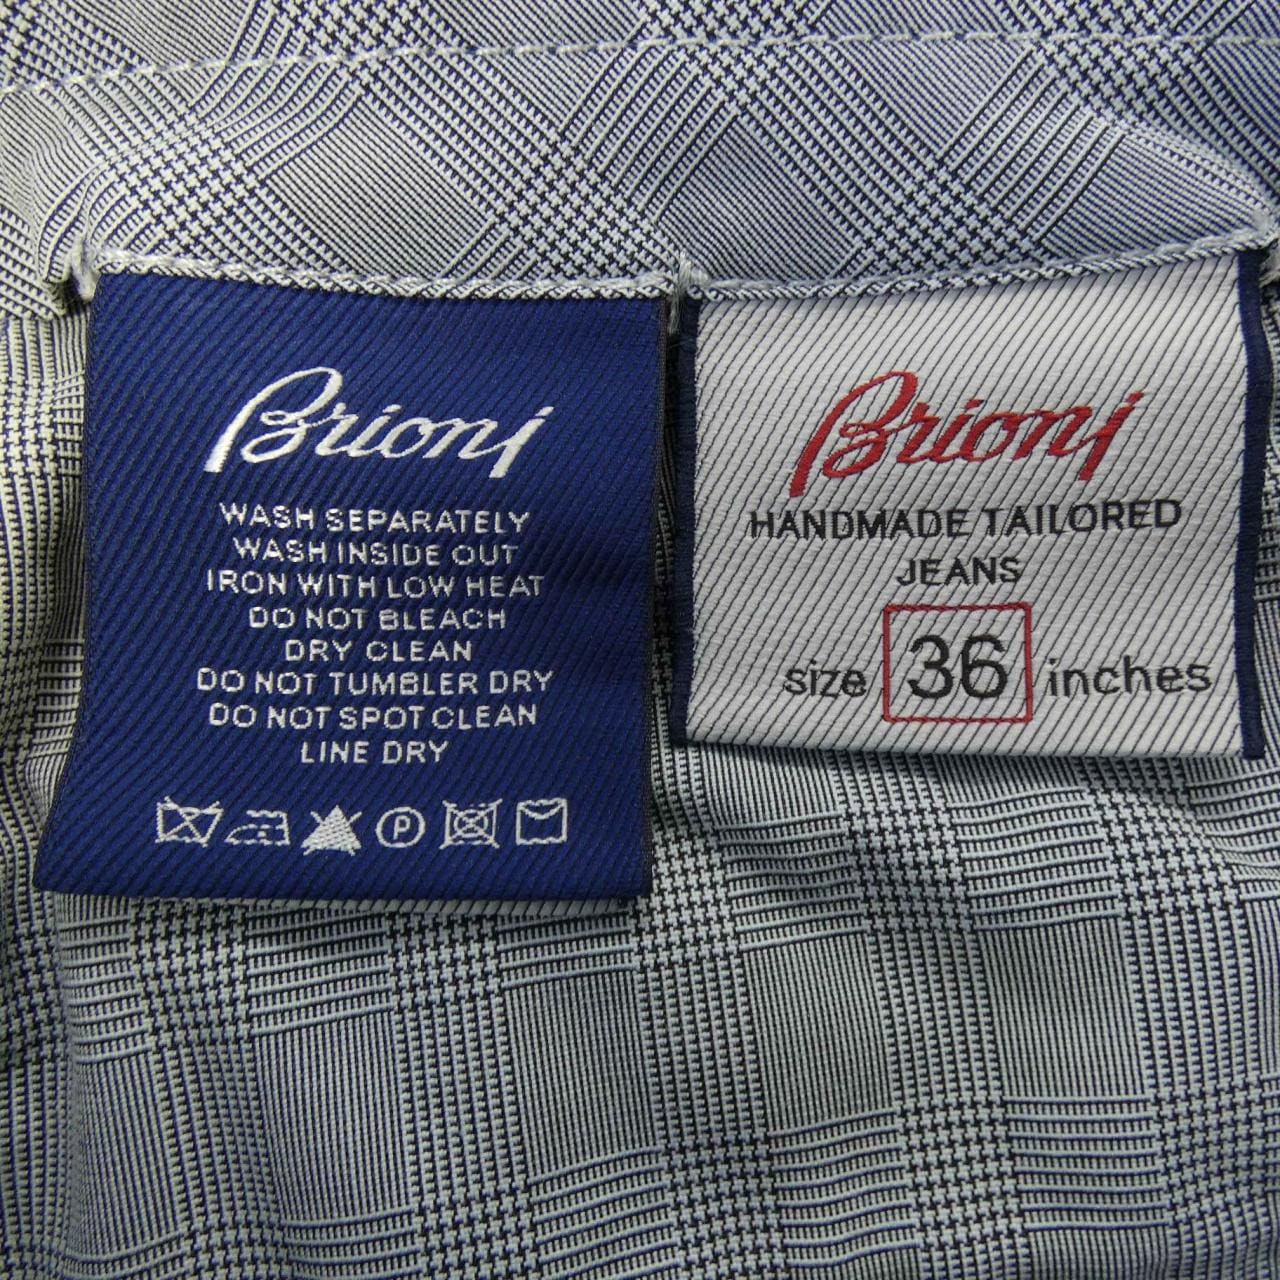 Brioni
WASH SEPARATELY
WASH INSIDE OUT
IRON WITH LOW HEAT
DO NOT BLEACH
DRY CLEAN
DO NOT TUMBLER DRY
DO NOT SPOT CLEAN
LINE DRY
P
Brioni
HANDMADE TAILORED
JEANS
size 36 inches